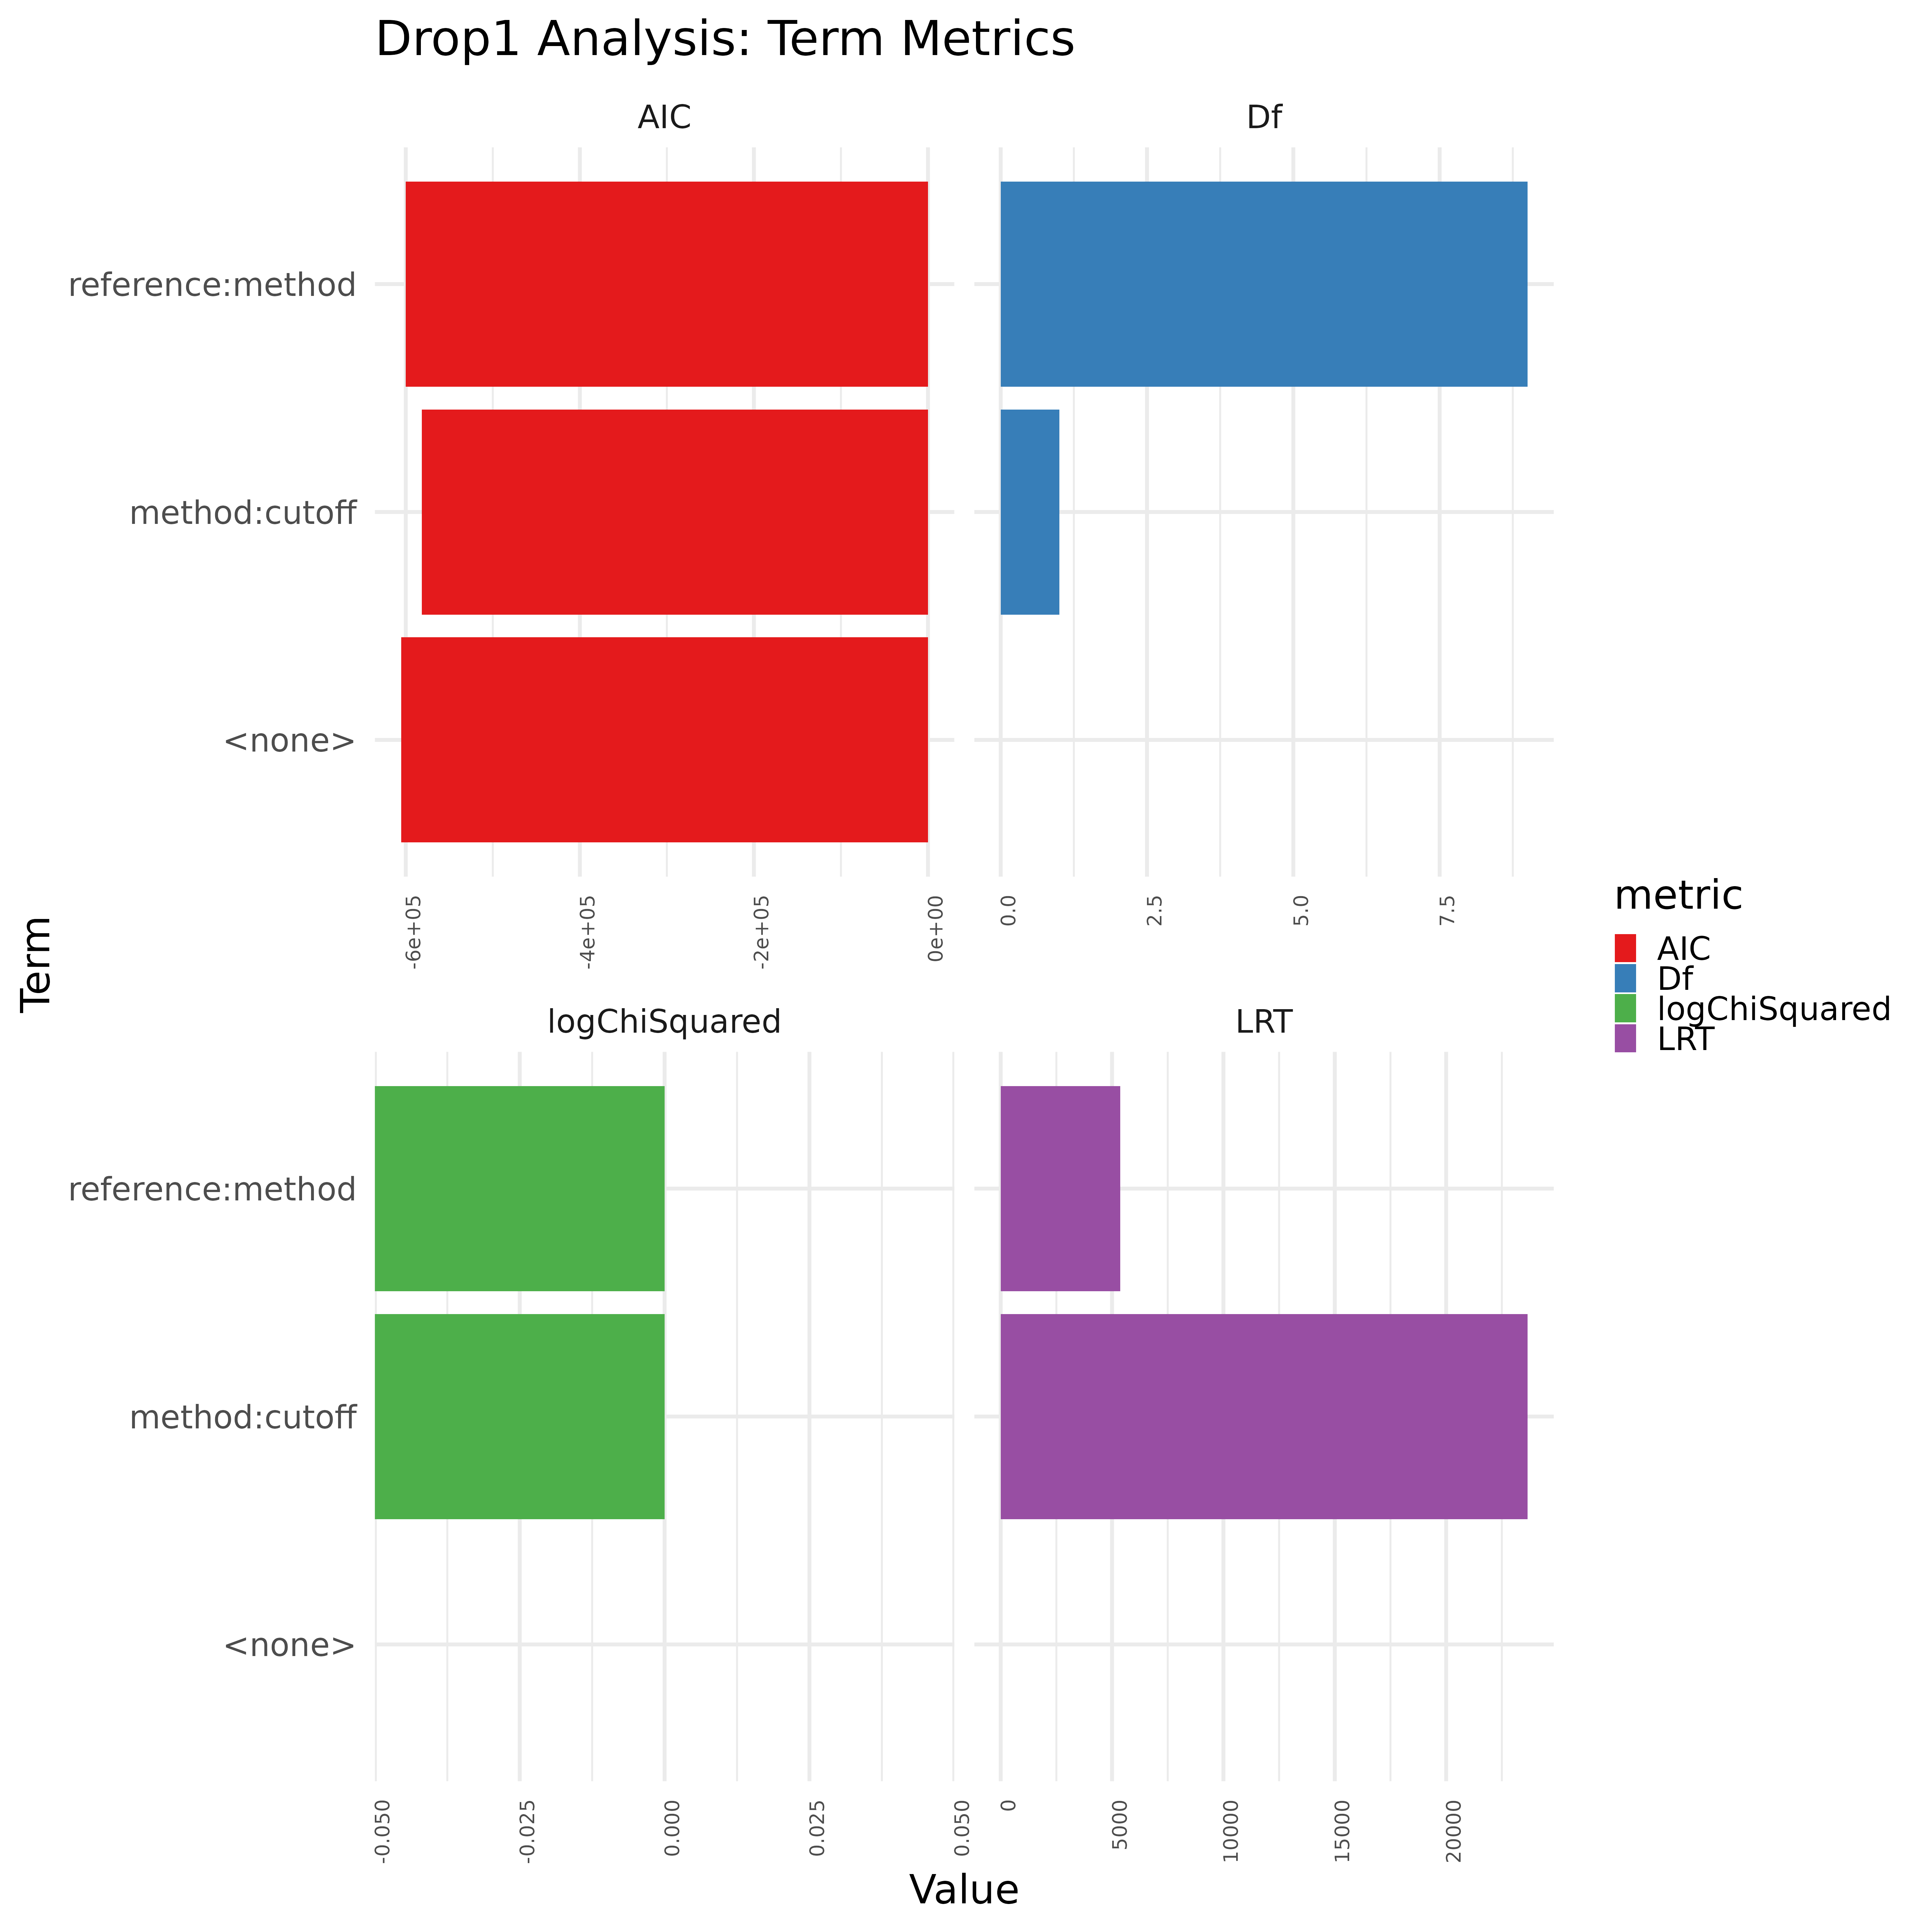 Drop1 Analysis: Term Metrics
AIC
Df
reference:method
method:cutoff
<none>
-6e+05
-4e+05
-2e+05
0e+00
0.0
2.5
5.0
7.5
Term
metric
AIC
Df
logChiSquared
LRT
logChiSquared
LRT
reference:method
method:cutoff
<none>
-0.050
-0.025
0.000
0.025
0.050
0
5000
10000
15000
20000
Value